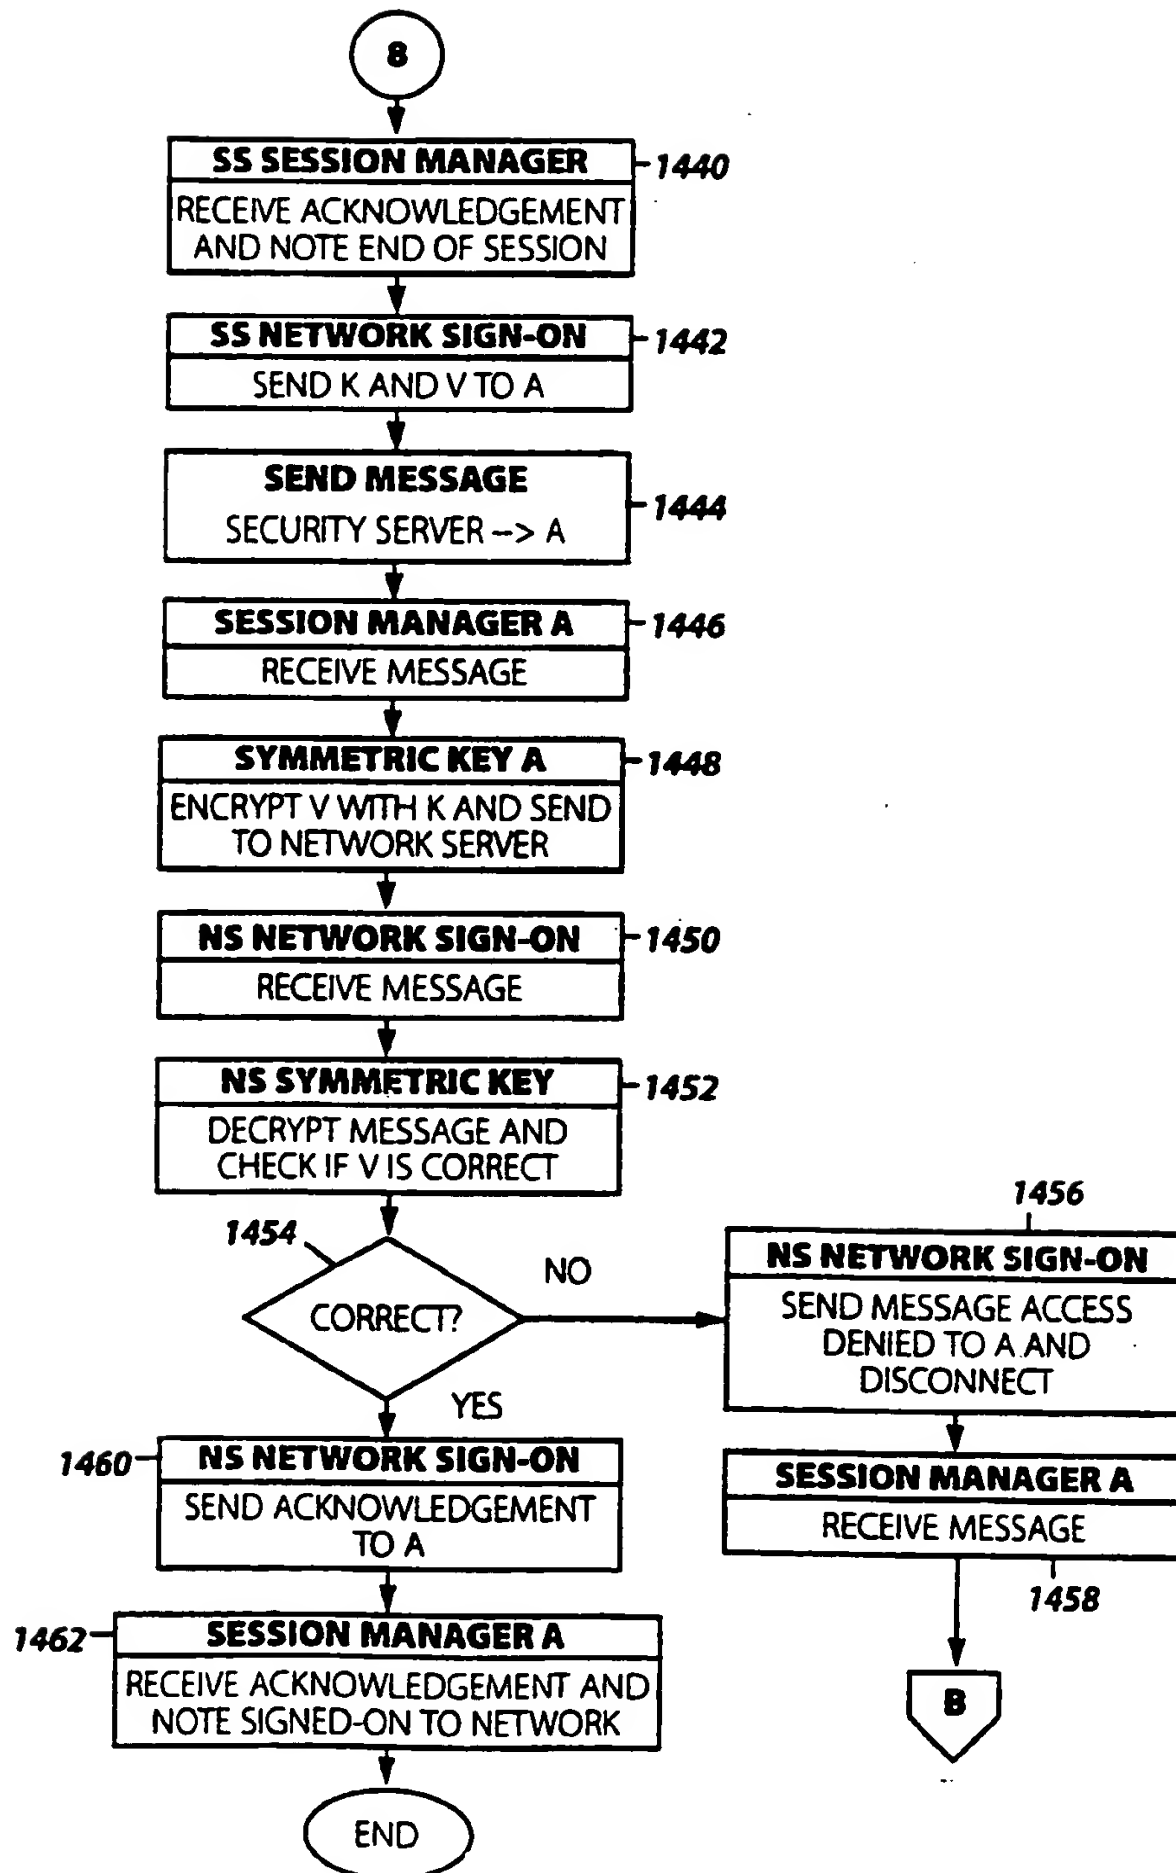 8
SS SESSION MANAGER
1440
RECEIVE ACKNOWLEDGEMENT
AND NOTE END OF SESSION
SS NETWORK SIGN-ON
1442
SEND K AND V TO A
SEND MESSAGE
1444
SECURITY SERVER --> A
SESSION MANAGER A
1446
RECEIVE MESSAGE
SYMMETRIC KEY A
1448
ENCRYPT V WITH K AND SEND
TO NETWORK SERVER
NS NETWORK SIGN-ON
1450
RECEIVE MESSAGE
NS SYMMETRIC KEY
1452
DECRYPT MESSAGE AND
CHECK IF V IS CORRECT
1454
CORRECT?
NO
YES
1456
NS NETWORK SIGN-ON
SEND MESSAGE ACCESS
DENIED TO A AND
DISCONNECT
SESSION MANAGER A
RECEIVE MESSAGE
1458
B
1460
NS NETWORK SIGN-ON
SEND ACKNOWLEDGEMENT
TO A
1462
SESSION MANAGER A
RECEIVE ACKNOWLEDGEMENT AND
NOTE SIGNED-ON TO NETWORK
END